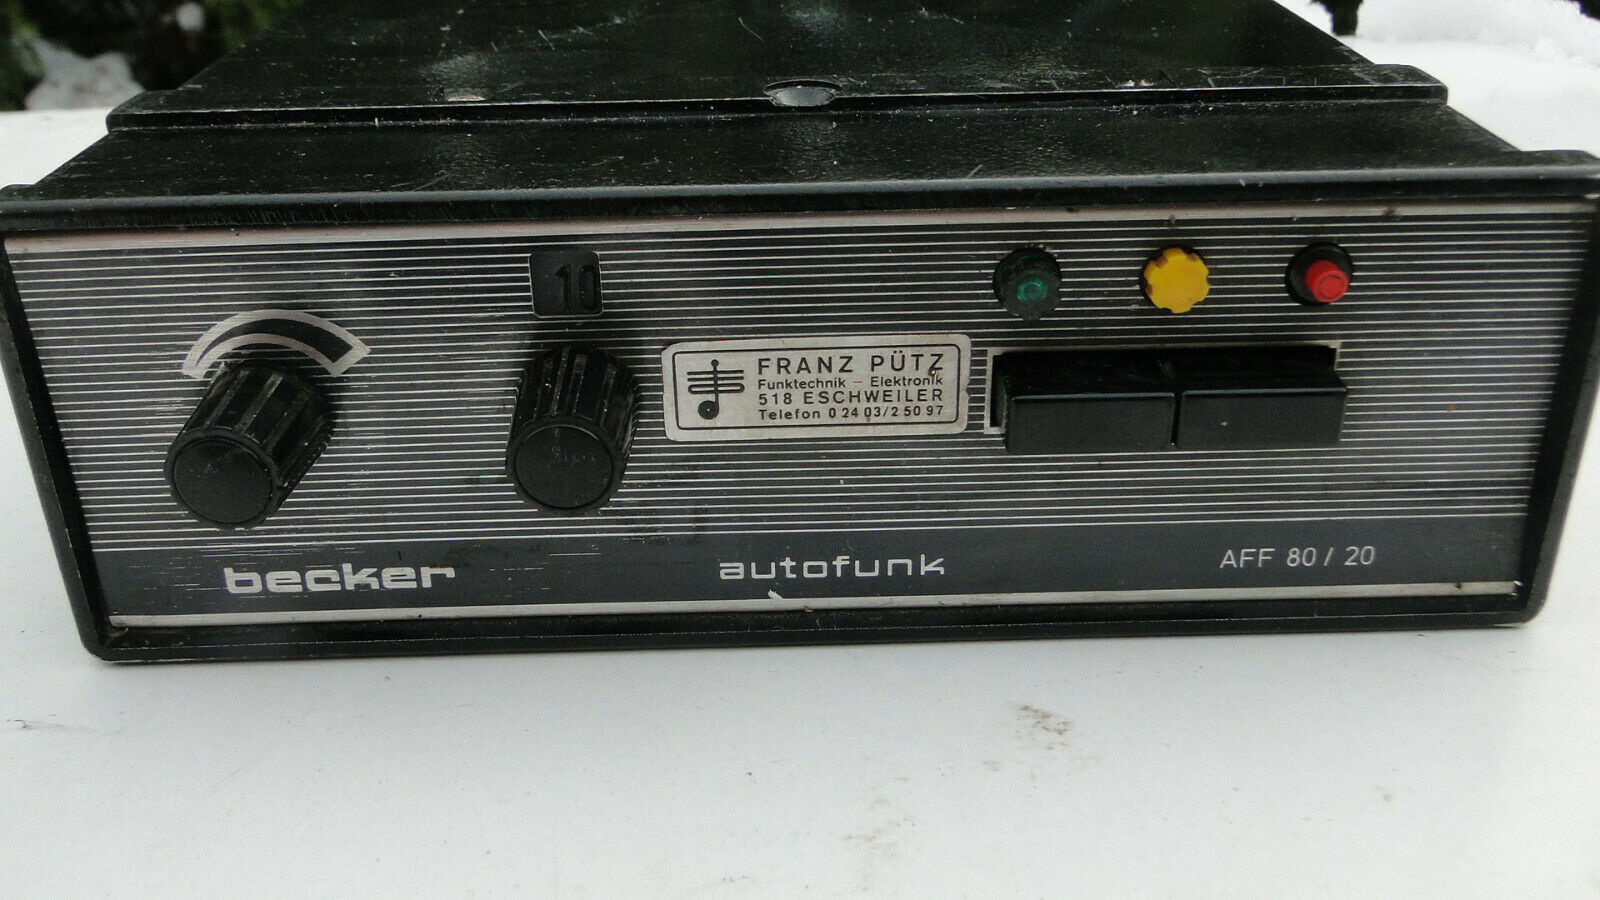 10
FRANZ PÜTZ
Funktechnik - Elektronik
518 ESCHWEILER
Telefon 0 24 03/2 50 97
becker
autofunk
AFF 80 / 20